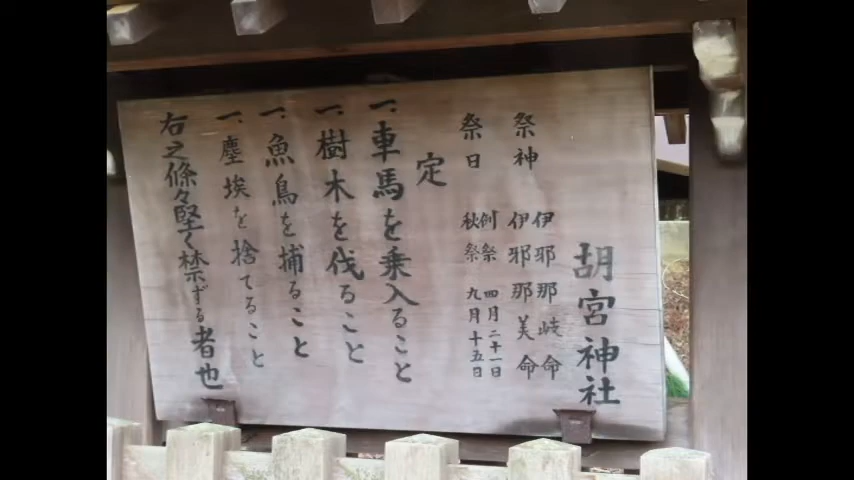 胡宮神社
祭神
伊耶那岐命
伊邪那美命
祭日
例祭 四月二十一日
秋祭 九月十五日
定
一、車馬を乗入ること
一、樹木を伐ること
一、魚鳥を捕ること
一、塵埃を捨てること
右之條々堅く禁ずる者也